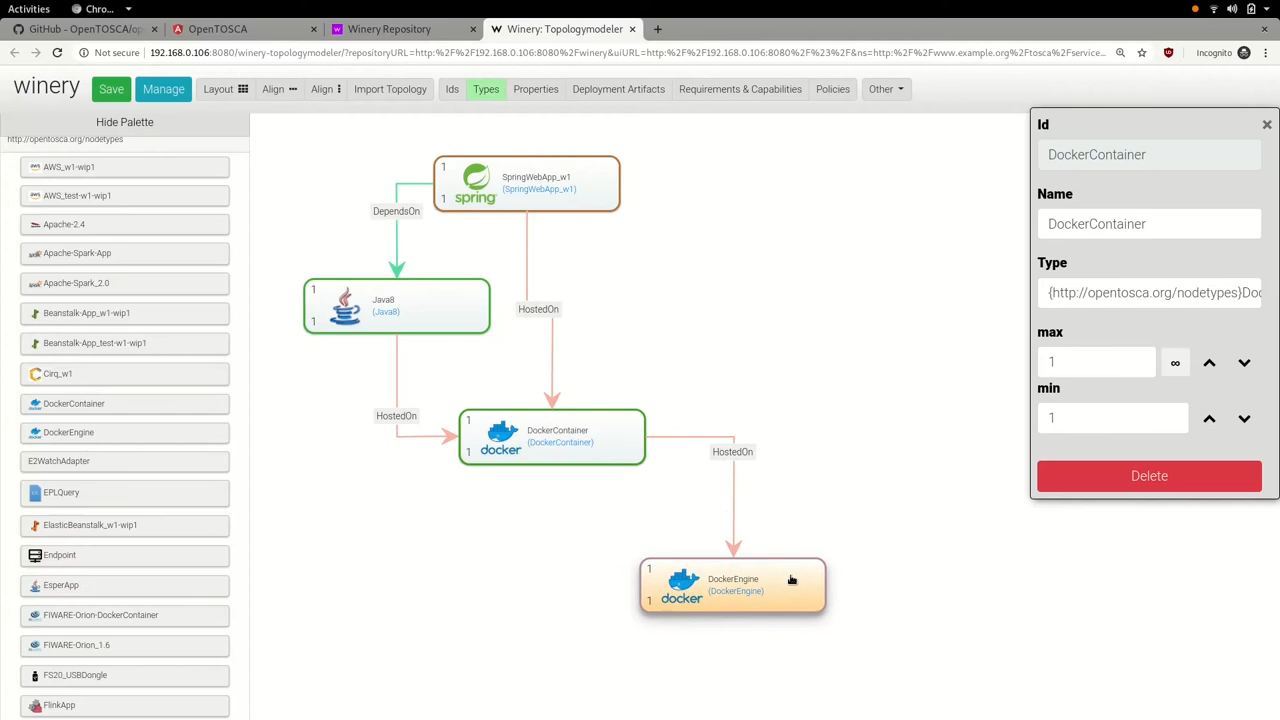 Activities
Chro...
GitHub - OpenTOSCA/op
OpenTOSCA
Winery Repository
Winery: Topologymodeler
Not secure
192.168.0.106:8080/winery-topologymodeler/?repositoryURL=http:%2F%2F192.168.0.106:8080%2Fwinery&uiURL=http:%2F%2F192.168.0.106:8080%2F%23%2F&ns=http:%2F%2Fwww.example.org%2Ftosca%2Fservice...
Incognito
winery
Save
Manage
Layout
Align
Align
Import Topology
Ids
Types
Properties
Deployment Artifacts
Requirements & Capabilities
Policies
Other
Hide Palette
http://opentosca.org/nodetypes
AWS_w1-wip1
AWS_test-w1-wip1
Apache-2.4
Apache-Spark-App
Apache-Spark_2.0
Beanstalk-App_w1-wip1
Beanstalk-App_test-w1-wip1
Cirq_w1
DockerContainer
DockerEngine
E2WatchAdapter
EPLQuery
ElasticBeanstalk_w1-wip1
Endpoint
EsperApp
FIWARE-Orion-DockerContainer
FIWARE-Orion_1.6
FS20_USBDongle
FlinkApp
1
1
spring
SpringWebApp_w1
(SpringWebApp_w1)
DependsOn
1
1
Java8
(Java8)
HostedOn
HostedOn
1
1
docker
DockerContainer
(DockerContainer)
HostedOn
1
1
docker
DockerEngine
(DockerEngine)
Id
DockerContainer
Name
DockerContainer
Type
{http://opentosca.org/nodetypes}Doc
max
1
∞
min
1
Delete